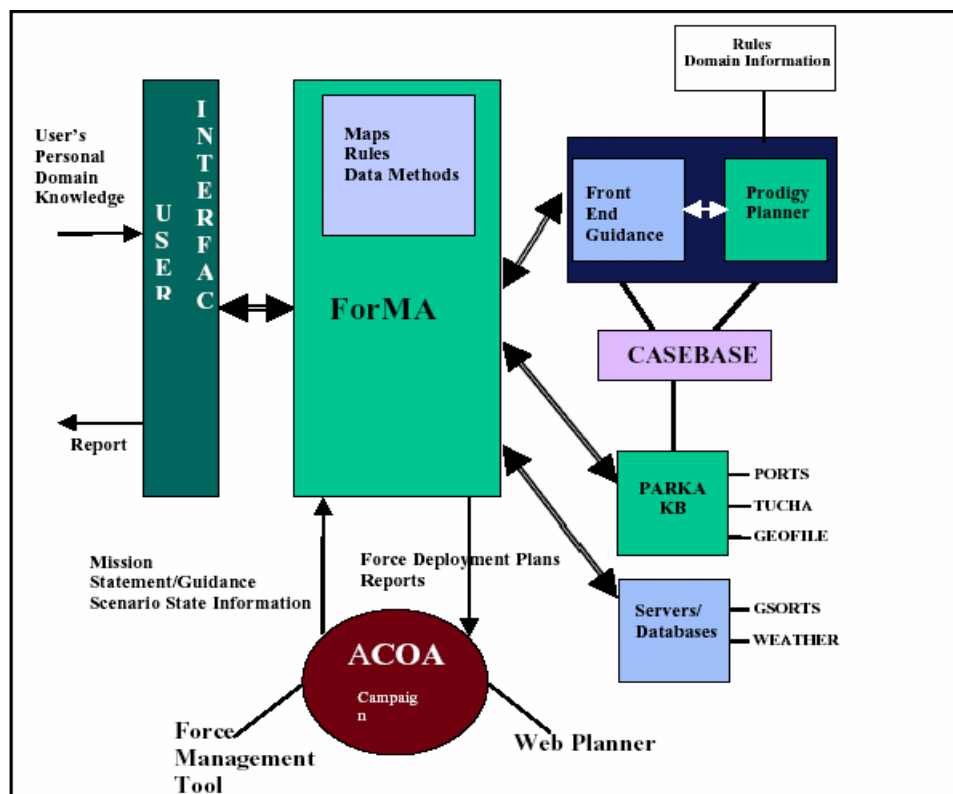 Rules
Domain Information
User's
Personal
Domain
Knowledge
USER
INTERFAC
Maps
Rules
Data Methods
Front
End
Guidance
Prodigy
Planner
ForMA
CASEBASE
Report
PARKA
KB
PORTS
TUCHA
GEOFILE
Mission
Statement/Guidance
Scenario State Information
Force Deployment Plans
Reports
Servers/
Databases
GSORTS
WEATHER
ACOA
Campaig
n
Force
Management
Tool
Web Planner